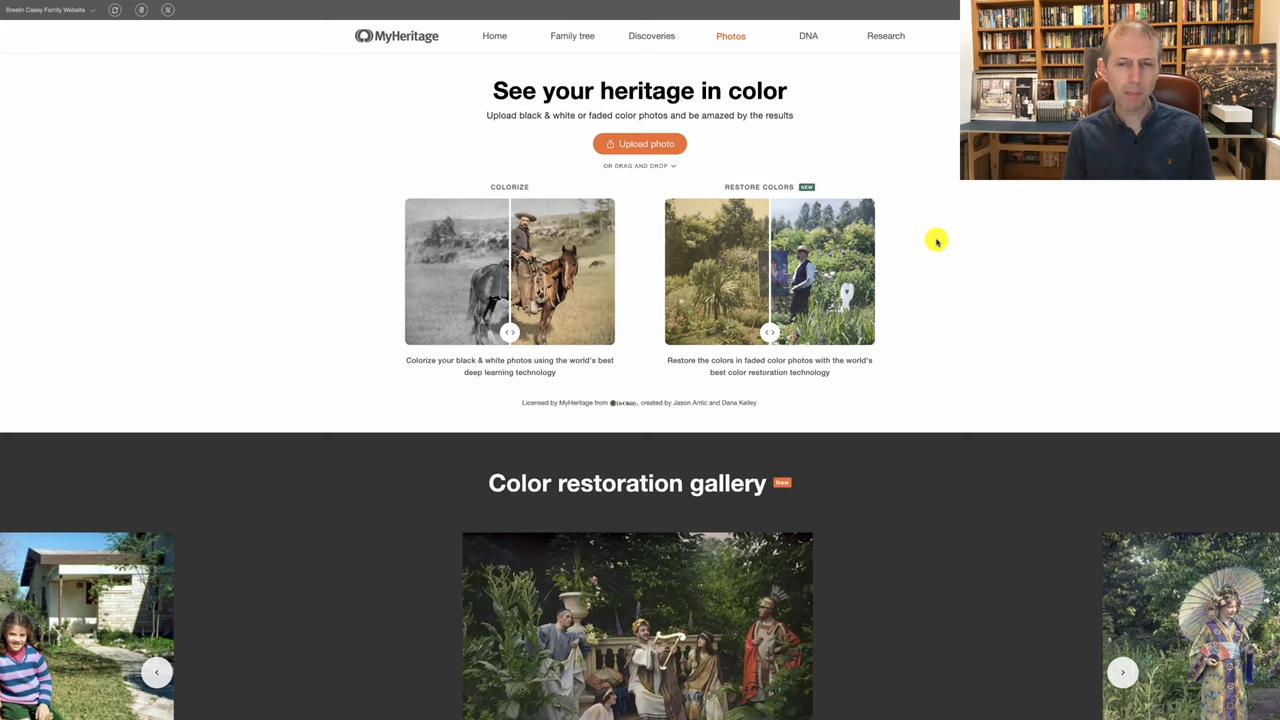 Breslin Casey Family Website
MyHeritage
Home
Family tree
Discoveries
Photos
DNA
Research
See your heritage in color
Upload black & white or faded color photos and be amazed by the results
Upload photo
OR DRAG AND DROP
COLORIZE
RESTORE COLORS NEW
Colorize your black & white photos using the world's best
deep learning technology
Restore the colors in faded color photos with the world's
best color restoration technology
Licensed by MyHeritage from DeOldify, created by Jason Antic and Dana Kelley.
Color restoration gallery New